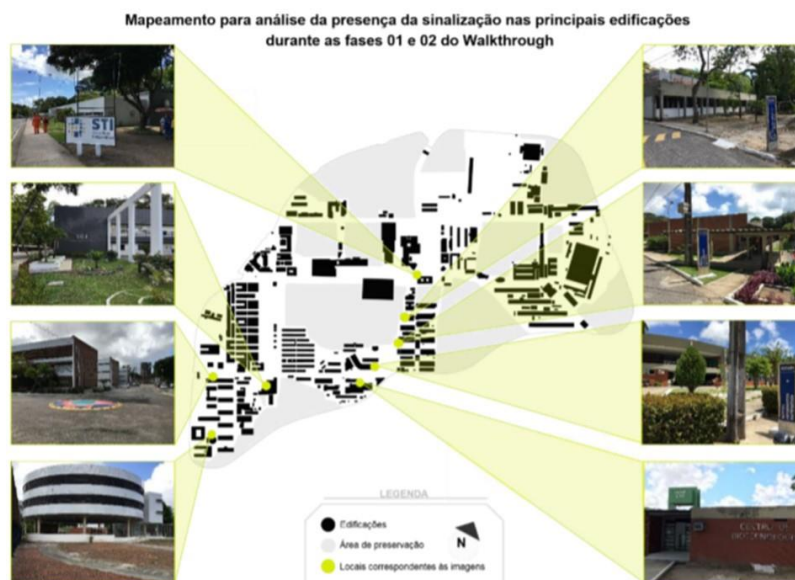 Mapeamento para análise da presença da sinalização nas principais edificações
durante as fases 01 e 02 do Walkthrough
STI
LEGENDA
Edificações
Área de preservação
Locais correspondentes às imagens
N